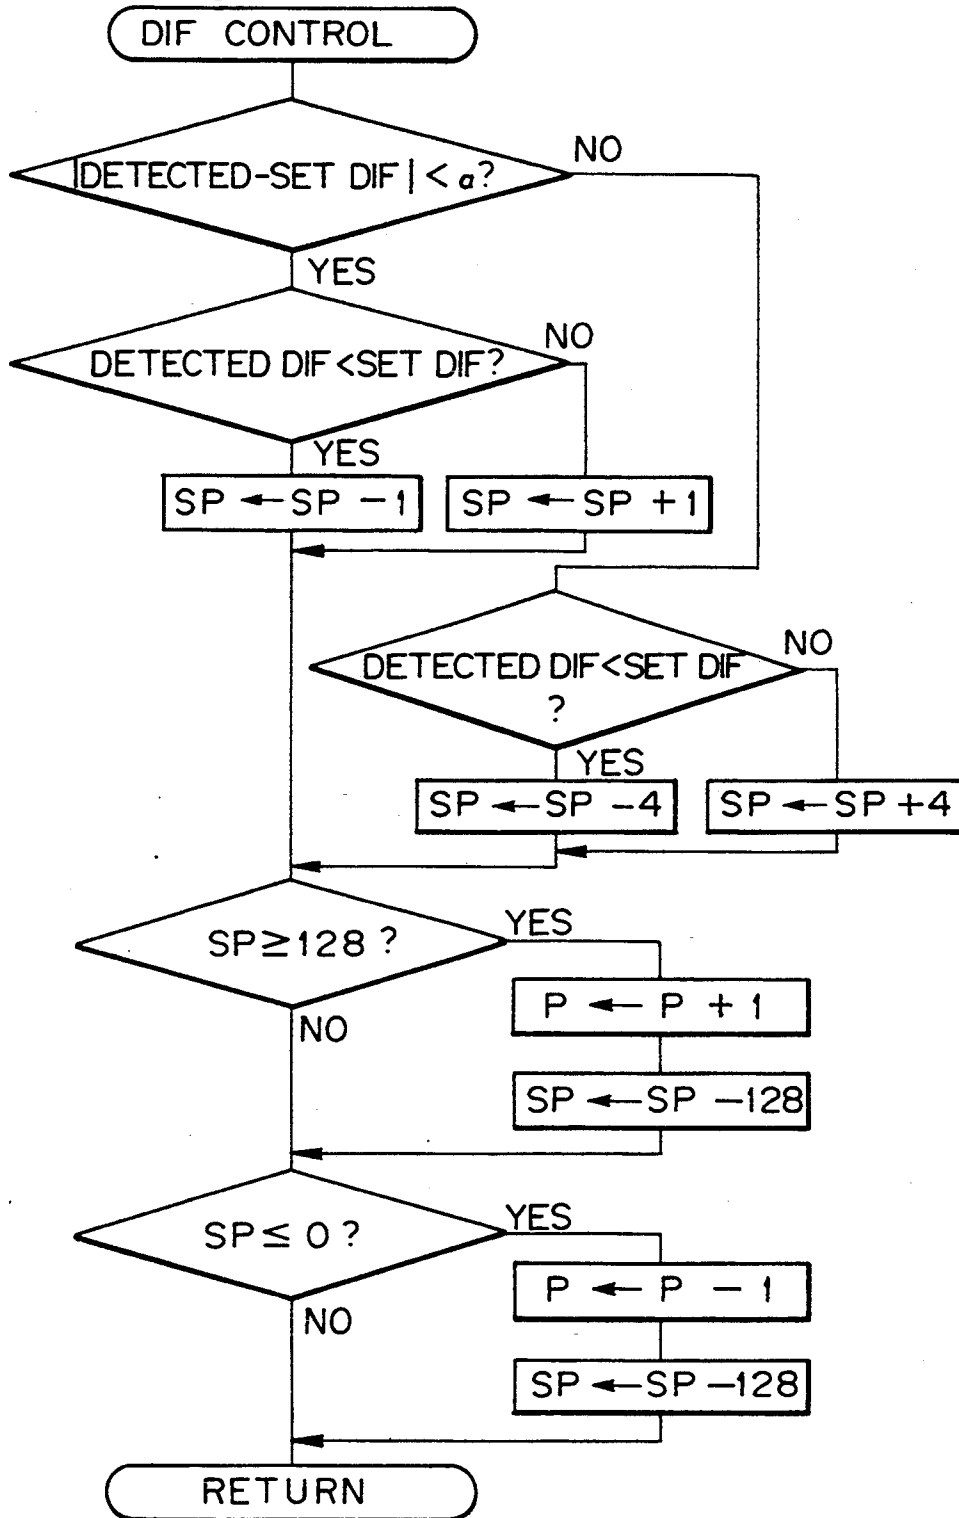 DIF CONTROL
|DETECTED-SET DIF| < a?
NO
YES
DETECTED DIF<SET DIF?
NO
YES
SP ← SP - 1
SP ← SP + 1
DETECTED DIF<SET DIF
?
NO
YES
SP ← SP - 4
SP ← SP + 4
SP ≥ 128 ?
YES
NO
P ← P + 1
SP ← SP - 128
SP ≤ 0 ?
YES
NO
P ← P - 1
SP ← SP - 128
RETURN